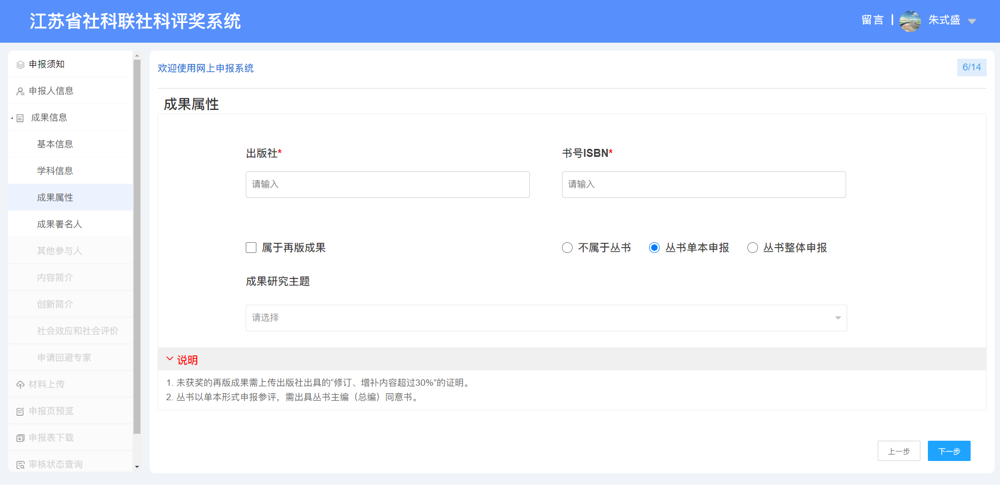 江苏省社科联社科评奖系统
留言
朱式盛
申报须知
申报人信息
成果信息
基本信息
学科信息
成果属性
成果署名人
其他参与人
内容简介
创新简介
社会效应和社会评价
申请回避专家
材料上传
申报页预览
申报表下载
审核状态查询
欢迎使用网上申报系统
6/14
成果属性
出版社*
书号ISBN*
请输入
请输入
属于再版成果
不属于丛书
丛书单本申报
丛书整体申报
成果研究主题
请选择
说明
1. 未获奖的再版成果需上传出版社出具的“修订、增补内容超过30%”的证明。
2. 丛书以单本形式申报参评，需出具丛书主编（总编）同意书。
上一步
下一步